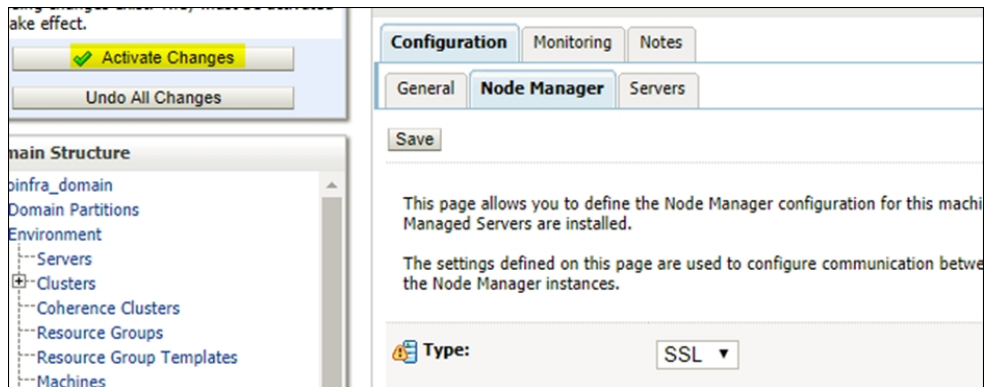 ake effect.
Activate Changes
Undo All Changes
main Structure
oinfra_domain
Domain Partitions
Environment
Servers
Clusters
Coherence Clusters
Resource Groups
Resource Group Templates
Machines
Configuration Monitoring Notes
General Node Manager Servers
Save
This page allows you to define the Node Manager configuration for this machi
Managed Servers are installed.
The settings defined on this page are used to configure communication betwe
the Node Manager instances.
Type: SSL